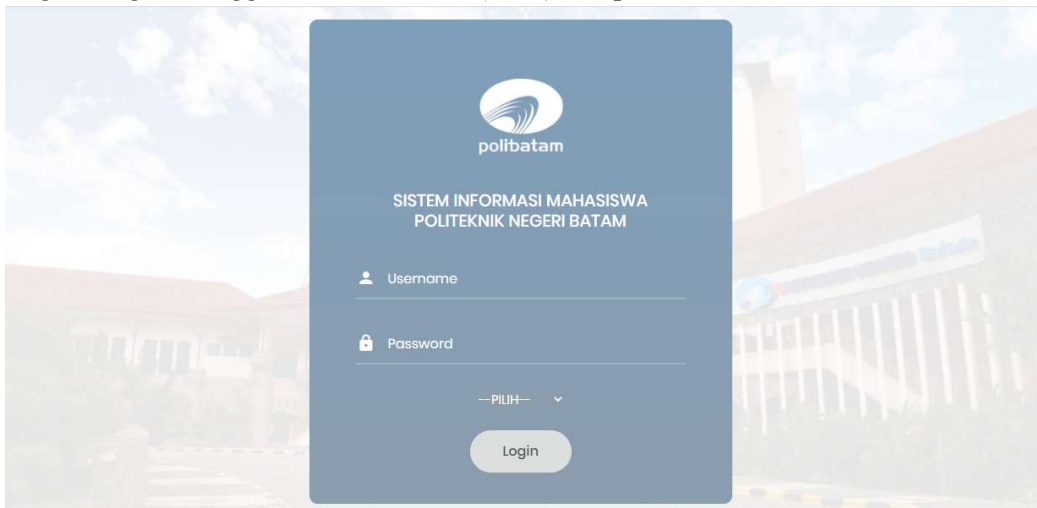 polibatam
SISTEM INFORMASI MAHASISWA
POLITEKNIK NEGERI BATAM
Username
Password
--PILIH--
Login